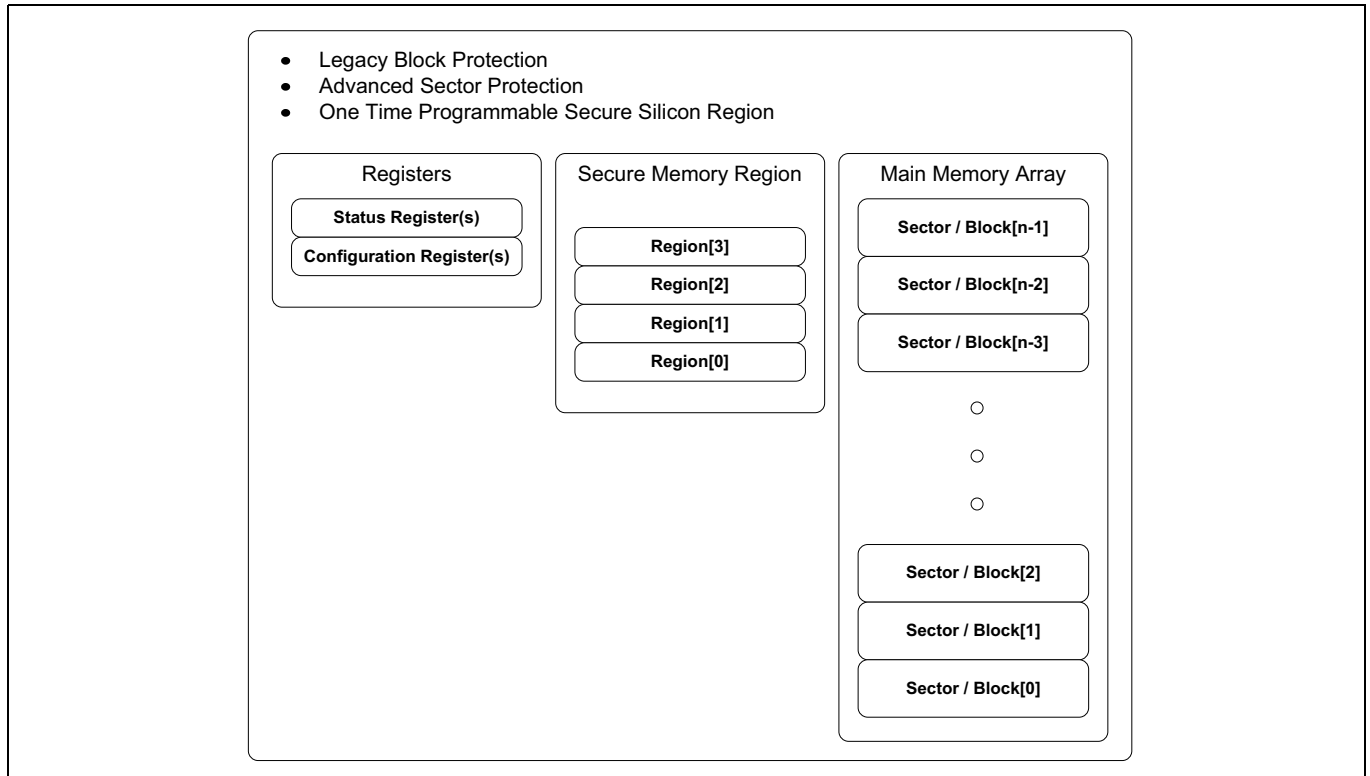 • Legacy Block Protection
• Advanced Sector Protection
• One Time Programmable Secure Silicon Region
Registers
Status Register(s)
Configuration Register(s)
Secure Memory Region
Region[3]
Region[2]
Region[1]
Region[0]
Main Memory Array
Sector / Block[n-1]
Sector / Block[n-2]
Sector / Block[n-3]
Sector / Block[2]
Sector / Block[1]
Sector / Block[0]